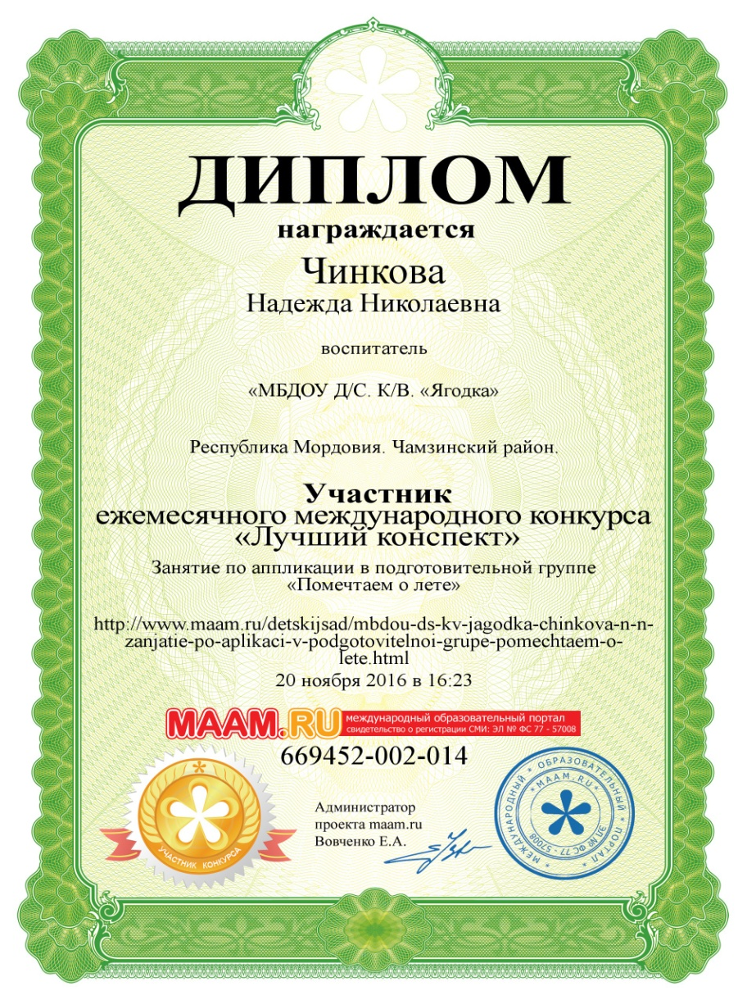 ДИПЛОМ
награждается
Чинкова
Надежда Николаевна
воспитатель
«МБДОУ Д/С. К/В. «Ягодка»
Республика Мордовия. Чамзинский район.
Участник
ежемесячного международного конкурса
«Лучший конспект»
Занятие по аппликации в подготовительной группе
«Помечтаем о лете»
http://www.maam.ru/detskijsad/mbdou-ds-kv-jagodka-chinkova-n-n-
zanjatie-po-aplikaci-v-podgotovitelnoi-grupe-pomechtaem-o-
lete.html
20 ноября 2016 в 16:23
MAAM.RU
международный образовательный портал
свидетельство о регистрации СМИ: ЭЛ № ФС 77 - 57008
669452-002-014
УЧАСТНИК КОНКУРСА
Администратор
проекта maam.ru
Вовченко Е.А.
* МЕЖДУНАРОДНЫЙ * ОБРАЗОВАТЕЛЬНЫЙ * ПОРТАЛ *
* МААМ.RU *
ЭЛ № ФС 77 - 57008